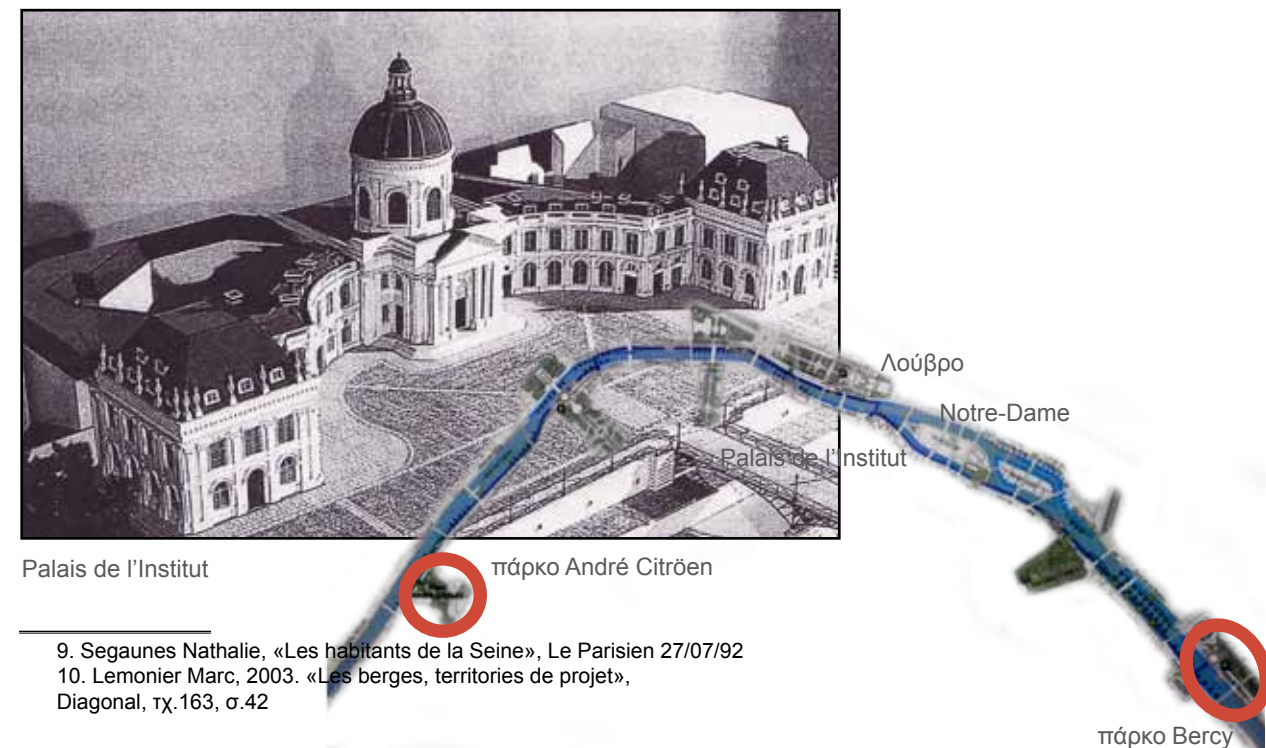 Λούβρο
Notre-Dame
Palais de l’Institut
Palais de l’Institut
πάρκο André Citröen
9. Segaunes Nathalie, «Les habitants de la Seine», Le Parisien 27/07/92
10. Lemonier Marc, 2003. «Les berges, territories de projet»,
Diagonal, τχ.163, σ.42
πάρκο Bercy